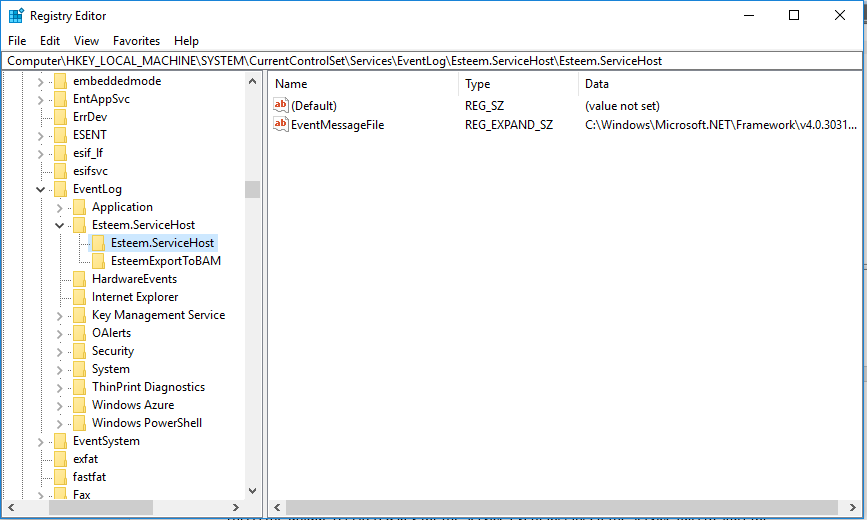 Registry Editor
File Edit View Favorites Help
Computer\HKEY_LOCAL_MACHINE\SYSTEM\CurrentControlSet\Services\EventLog\Esteem.ServiceHost\Esteem.ServiceHost
embeddedmode
EntAppSvc
ErrDev
ESENT
esif_lf
esifsvc
EventLog
Application
Esteem.ServiceHost
Esteem.ServiceHost
EsteemExportToBAM
HardwareEvents
Internet Explorer
Key Management Service
OAlerts
Security
System
ThinPrint Diagnostics
Windows Azure
Windows PowerShell
EventSystem
exfat
fastfat
Fax
Name Type Data
ab (Default) REG_SZ (value not set)
ab EventMessageFile REG_EXPAND_SZ C:\Windows\Microsoft.NET\Framework\v4.0.3031...